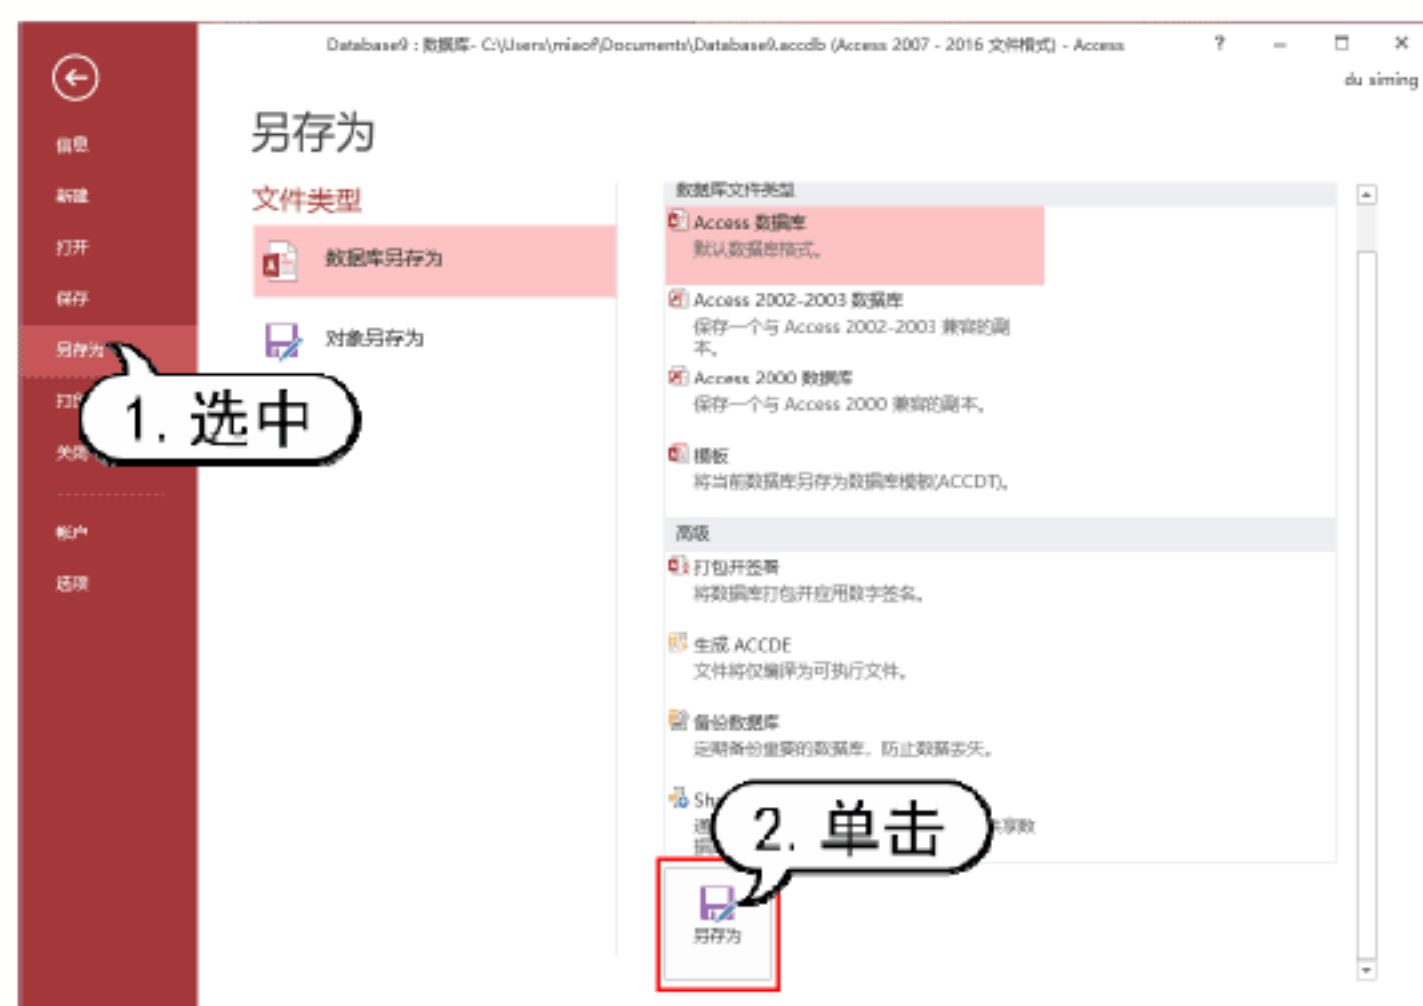 Database9 : 数据库- C:\Users\miaof\Documents\Database9.accdb (Access 2007 - 2016 文件格式) - Access
?
du siming
信息
新建
打开
保存
另存为
关闭
帐户
选项
另存为
文件类型
数据库另存为
对象另存为
1. 选中
数据库文件类型
Access 数据库
默认数据库格式。
Access 2002-2003 数据库
保存一个与 Access 2002-2003 兼容的副
本。
Access 2000 数据库
保存一个与 Access 2000 兼容的副本。
模板
将当前数据库另存为数据库模板(ACCDT)。
高级
打包并签署
将数据库打包并应用数字签名。
生成 ACCDE
文件将仅编译为可执行文件。
备份数据库
定期备份重要的数据库，防止数据丢失。
2. 单击
另存为